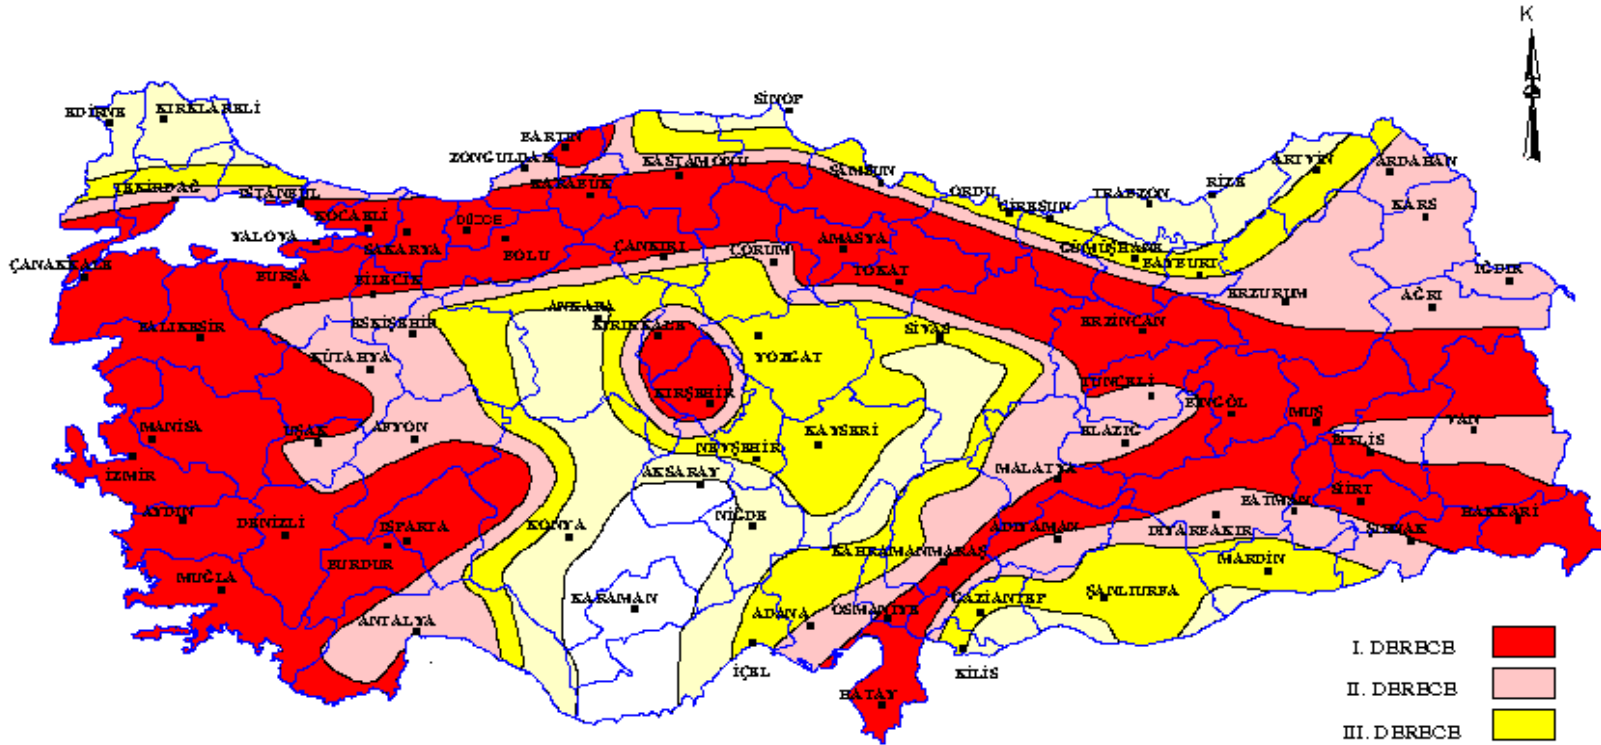 K
SİNOP
EDİRNE
KIRKLARELİ
BARTIN
ZONGULDAK
KASTAMONU
ARTVİN
ARDAHAN
TEKİRDAĞ
İSTANBUL
KARABÜK
SAMSUN
ORDU
GİRESUN
TRABZON
RİZE
KARS
KOCAELİ
DÜZCE
YALOVA
SAKARYA
BOLU
ÇANKIRI
ÇORUM
AMASYA
GÜMÜŞHANE
BAYBURT
ÇANAKKALE
BURSA
BİLECİK
TOKAT
ERZURUM
AĞRI
IĞDIR
BALIKESİR
ESKİŞEHİR
ANKARA
KIRIKKALE
SİVAS
ERZİNCAN
KÜTAHYA
YOZGAT
TUNCELİ
KIRŞEHİR
BİNGÖL
MUŞ
MANİSA
UŞAK
AFYON
KAYSERİ
ELAZIĞ
BİTLİS
VAN
NEVŞEHİR
İZMİR
AKSARAY
MALATYA
SİİRT
AYDIN
DENİZLİ
ISPARTA
KONYA
NİĞDE
ADIYAMAN
DİYARBAKIR
BATMAN
ŞIRNAK
HAKKARİ
BURDUR
KAHRAMANMARAŞ
MARDİN
MUĞLA
KARAMAN
ADANA
OSMANİYE
GAZİANTEP
ŞANLIURFA
ANTALYA
İÇEL
KİLİS
HATAY
I. DERECE
II. DERECE
III. DERECE